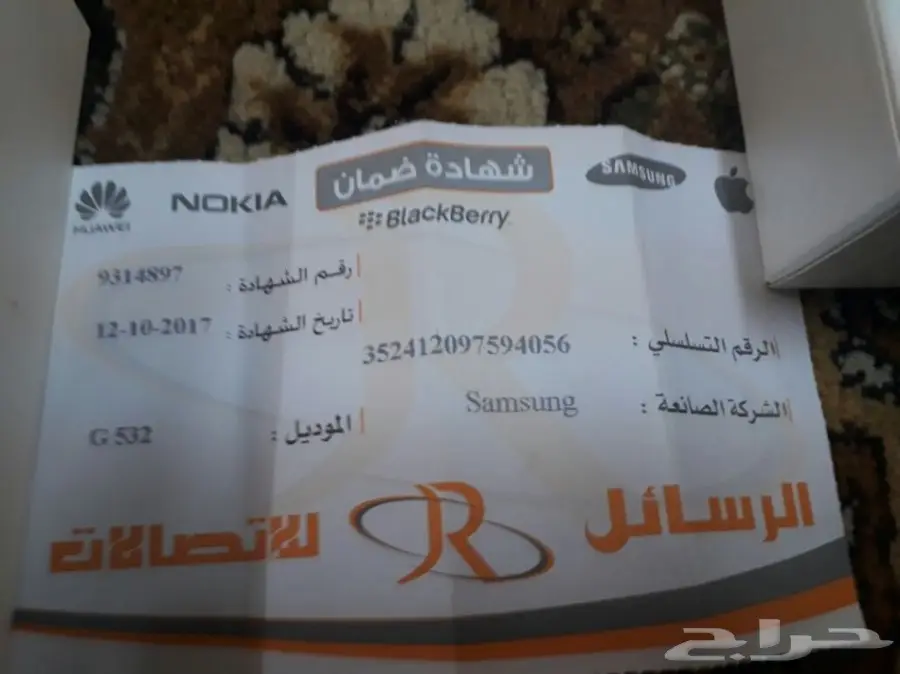 شهادة ضمان
HUAWEI
NOKIA
BlackBerry
SAMSUNG
رقم الشهادة : 9314897
تاريخ الشهادة : 12-10-2017
الرقم التسلسلي : 352412097594056
الشركة الصانعة : Samsung
الموديل : G 532
الرسائل R للاتصالات
حراج